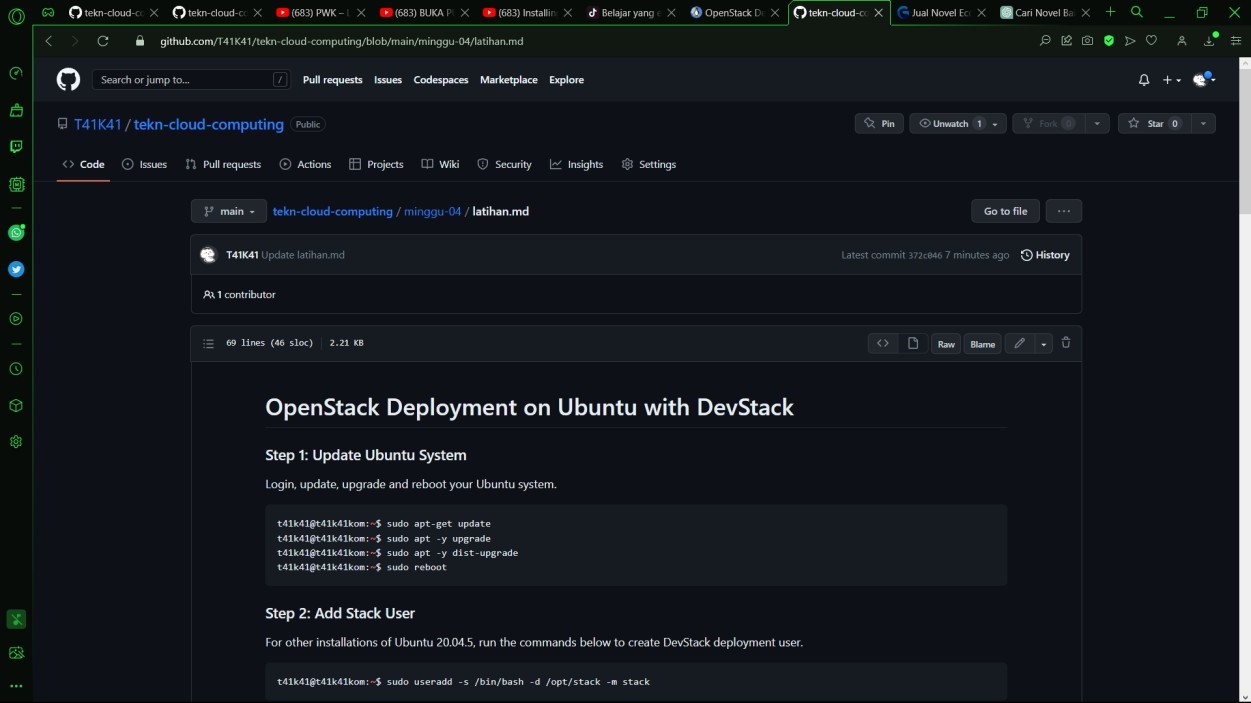 tekn-cloud-cc
tekn-cloud-cc
(683) PWK – L
(683) BUKA P
(683) Installin
Belajar yang e
OpenStack De
tekn-cloud-cc
Jual Novel Ec
Cari Novel Ba
github.com/T41K41/tekn-cloud-computing/blob/main/minggu-04/latihan.md
Search or jump to... /
Pull requests Issues Codespaces Marketplace Explore
T41K41 / tekn-cloud-computing Public
Pin Unwatch 1 Fork 0 Star 0
Code Issues Pull requests Actions Projects Wiki Security Insights Settings
main tekn-cloud-computing / minggu-04 / latihan.md Go to file ...
T41K41 Update latihan.md Latest commit 372c046 7 minutes ago History
1 contributor
69 lines (46 sloc) 2.21 KB <> Raw Blame
OpenStack Deployment on Ubuntu with DevStack
Step 1: Update Ubuntu System
Login, update, upgrade and reboot your Ubuntu system.
t41k41@t41k41kom:~$ sudo apt-get update
t41k41@t41k41kom:~$ sudo apt -y upgrade
t41k41@t41k41kom:~$ sudo apt -y dist-upgrade
t41k41@t41k41kom:~$ sudo reboot
Step 2: Add Stack User
For other installations of Ubuntu 20.04.5, run the commands below to create DevStack deployment user.
t41k41@t41k41kom:~$ sudo useradd -s /bin/bash -d /opt/stack -m stack